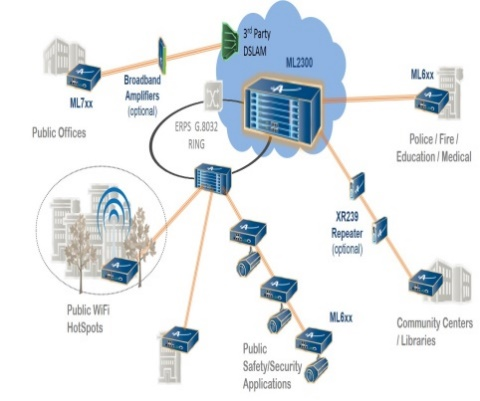 3rd Party
DSLAM
ML2300
ML6xx
ML7xx
Broadband
Amplifiers
(optional)
Public Offices
ERPS G.8032
RING
Police / Fire /
Education / Medical
XR239
Repeater
(optional)
Public WiFi
HotSpots
ML6xx
Community Centers
/ Libraries
Public
Safety/Security
Applications